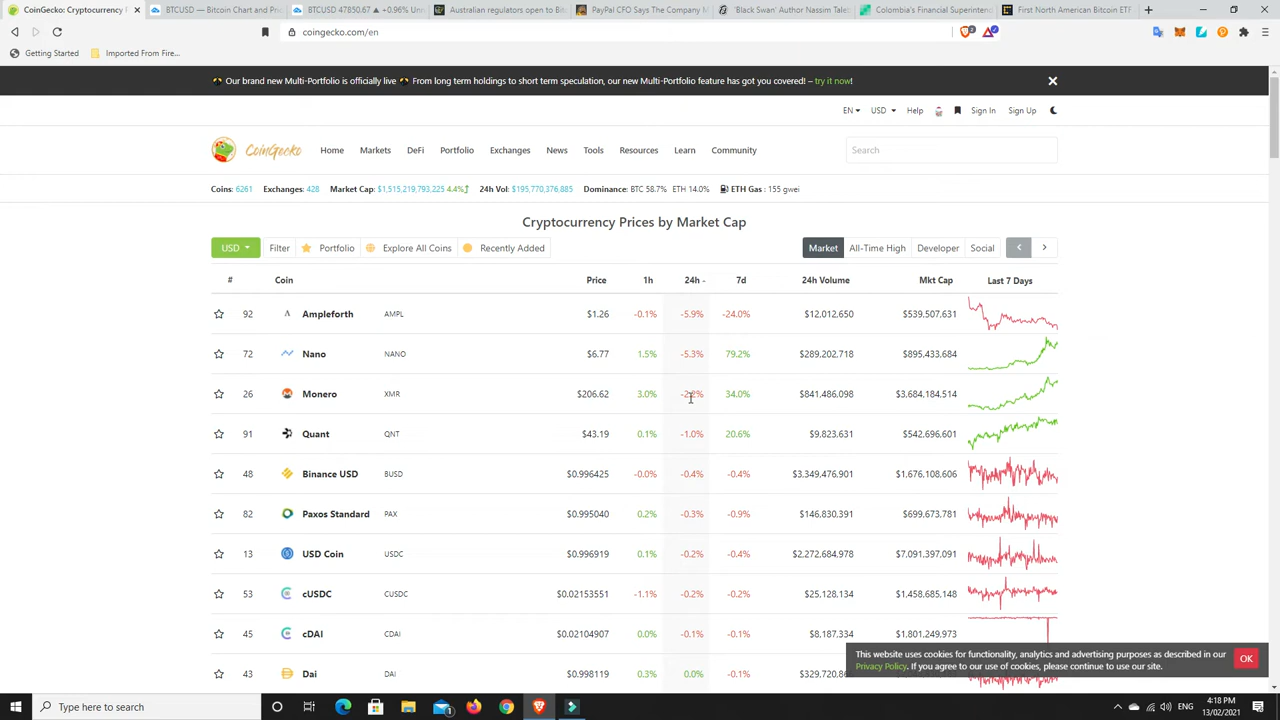 CoinGecko: Cryptocurrency P
BTCUSD — Bitcoin Chart and Pri
BTCUSD 47850.67 ▲ +0.96% Un
Australian regulators open to Bit
PayPal CFO Says The Company M
'Black Swan' Author Nassim Tale
Colombia's Financial Superinten
First North American Bitcoin ETF
coingecko.com/en
Getting Started
Imported From Fire...
Our brand new Multi-Portfolio is officially live From long term holdings to short term speculation, our new Multi-Portfolio feature has got you covered! – try it now!
EN USD Help Sign In Sign Up
CoinGecko Home Markets DeFi Portfolio Exchanges News Tools Resources Learn Community Search
Coins: 6261 Exchanges: 428 Market Cap: $1,515,219,793,225 4.4% 24h Vol: $195,770,376,885 Dominance: BTC 58.7% ETH 14.0% ETH Gas : 155 gwei
Cryptocurrency Prices by Market Cap
USD Filter Portfolio Explore All Coins Recently Added Market All-Time High Developer Social < >
# Coin Price 1h 24h 7d 24h Volume Mkt Cap Last 7 Days
92 Ampleforth AMPL $1.26 -0.1% -5.9% -24.0% $12,012,650 $539,507,631
72 Nano NANO $6.77 1.5% -5.3% 79.2% $289,202,718 $895,433,684
26 Monero XMR $206.62 3.0% 34.0% $841,486,098 $3,684,184,514
91 Quant QNT $43.19 0.1% -1.0% 20.6% $9,823,631 $542,696,601
48 Binance USD BUSD $0.996425 -0.0% -0.4% -0.4% $3,349,476,901 $1,676,108,606
82 Paxos Standard PAX $0.995040 0.2% -0.3% -0.9% $146,830,391 $699,673,781
13 USD Coin USDC $0.996919 0.1% -0.2% -0.4% $2,272,684,978 $7,091,397,091
53 cUSDC CUSDC $0.02153551 -1.1% -0.2% -0.2% $25,128,134 $1,458,685,148
45 cDAI CDAI $0.02104907 0.0% -0.1% -0.1% $8,187,334 $1,801,249,973
43 Dai DAI $0.998119 0.3% 0.0% -0.1%
This website uses cookies for functionality, analytics and advertising purposes as described in our
Privacy Policy. If you agree to our use of cookies, please continue to use our site.
OK
Type here to search
ENG
4:18 PM
13/02/2021